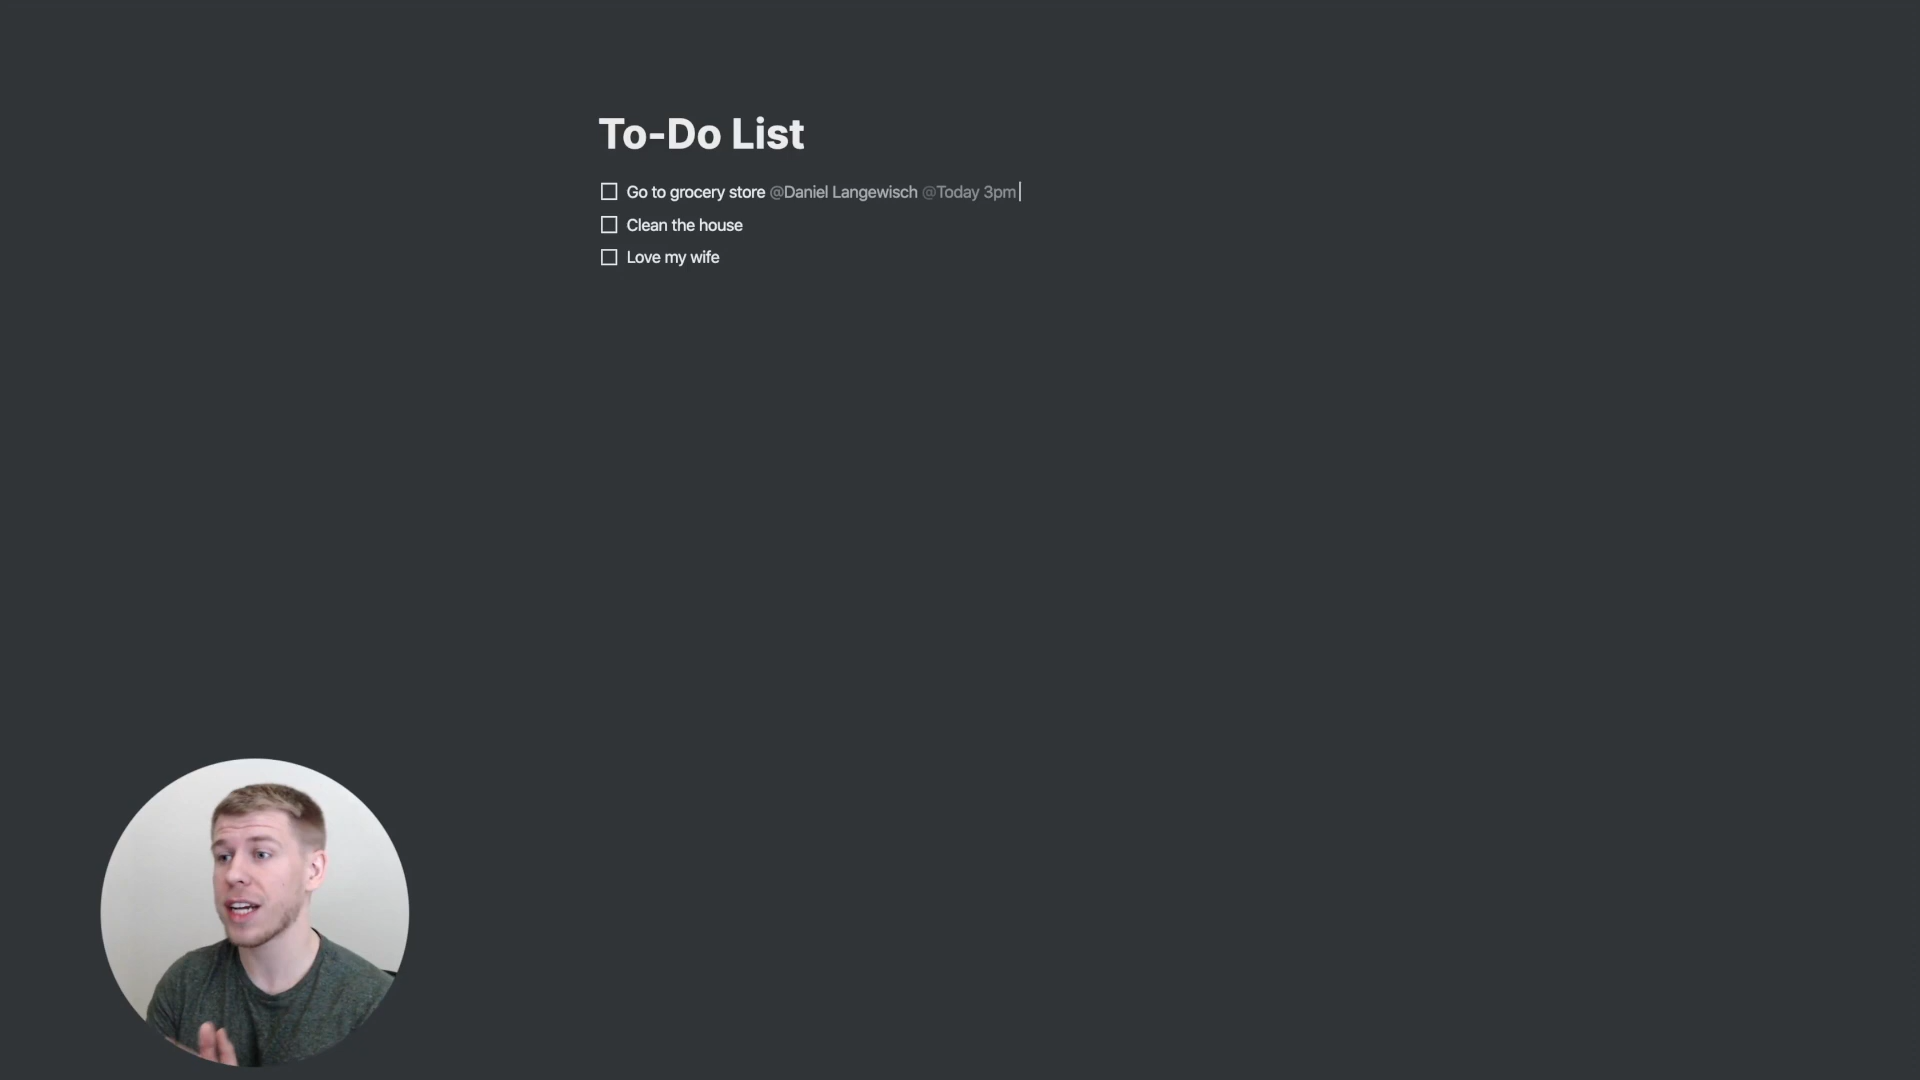 To-Do List
Go to grocery store @Daniel Langewisch @Today 3pm
Clean the house
Love my wife